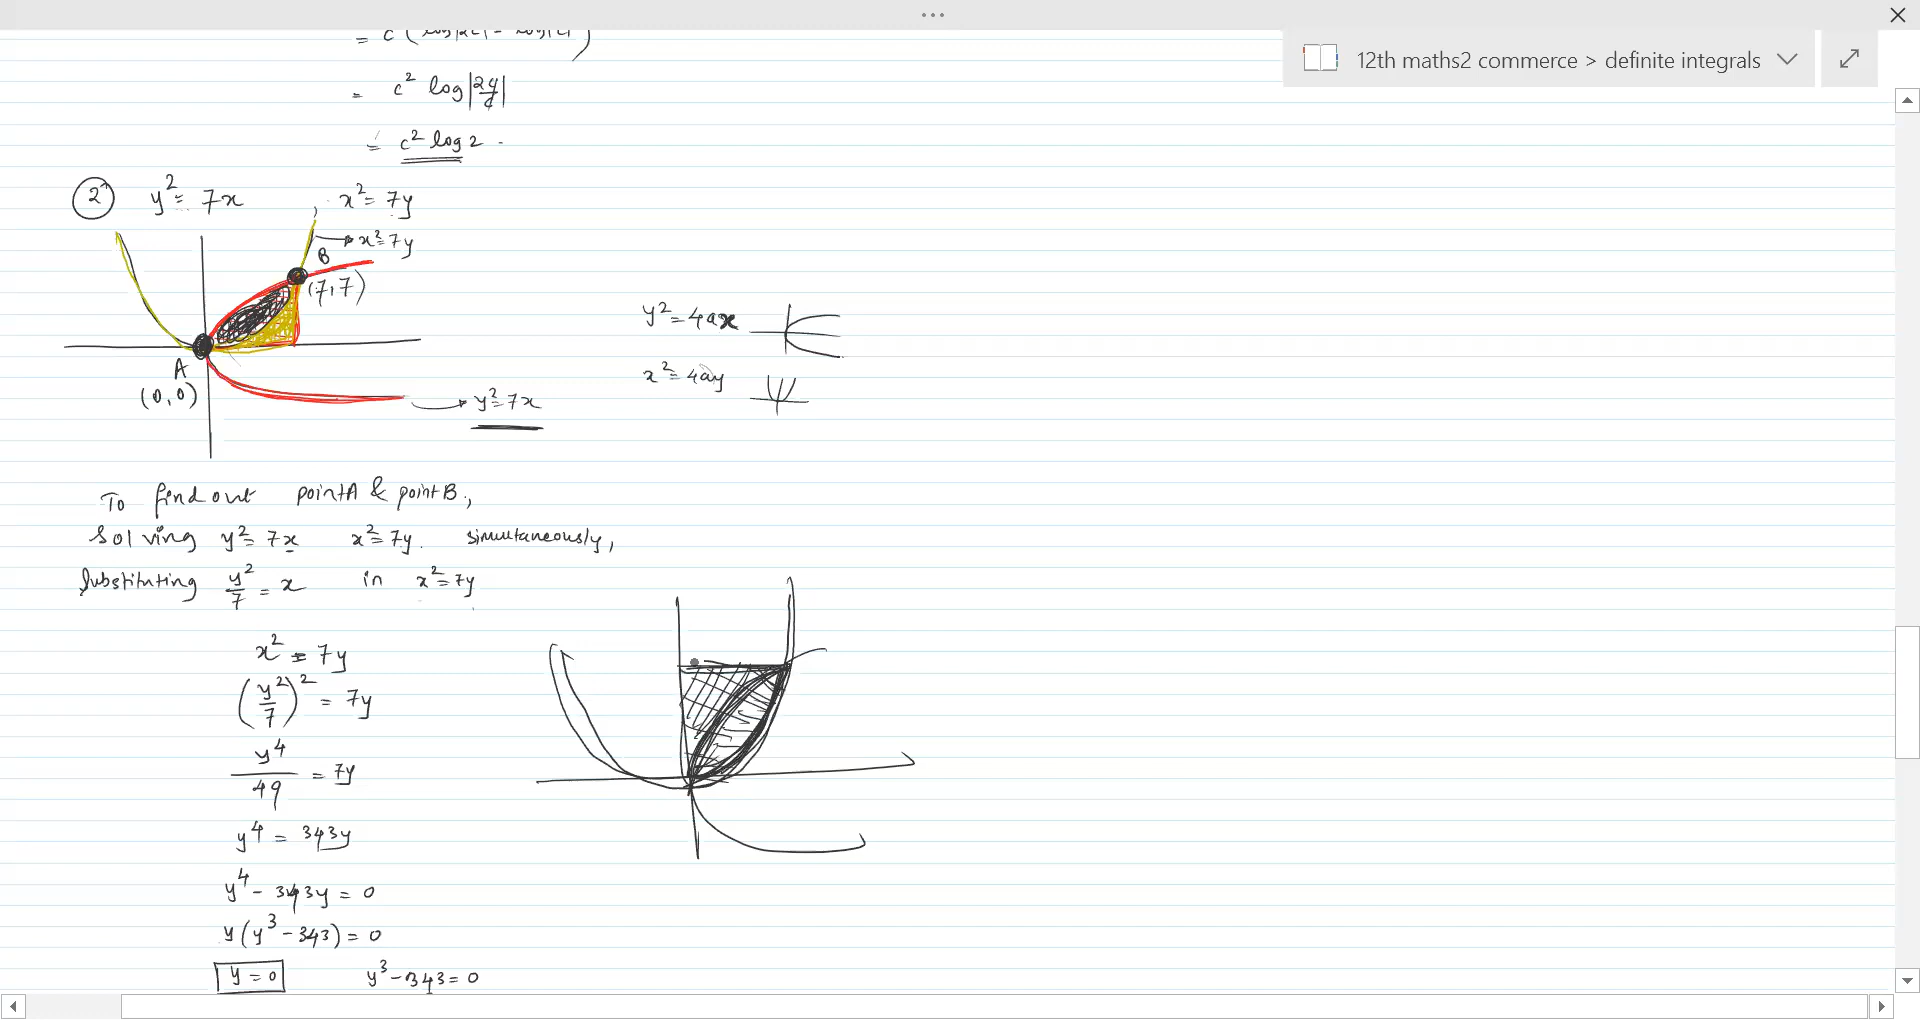 12th maths2 commerce > definite integrals
= c² log |2c/c|
= c² log 2 .
2 y² = 7x , x² = 7y
x² = 7y
B
(7,7)
A
(0,0)
y² = 7x
y² = 4ax
x² = 4ay
To find out point A & point B.,
Solving y² = 7x x² = 7y. simultaneously,
Substituting y²/7 = x in x² = 7y
x² = 7y
(y²/7)² = 7y
y⁴/49 = 7y
y⁴ = 343y
y⁴ - 343y = 0
y(y³ - 343) = 0
y = 0 y³ - 343 = 0